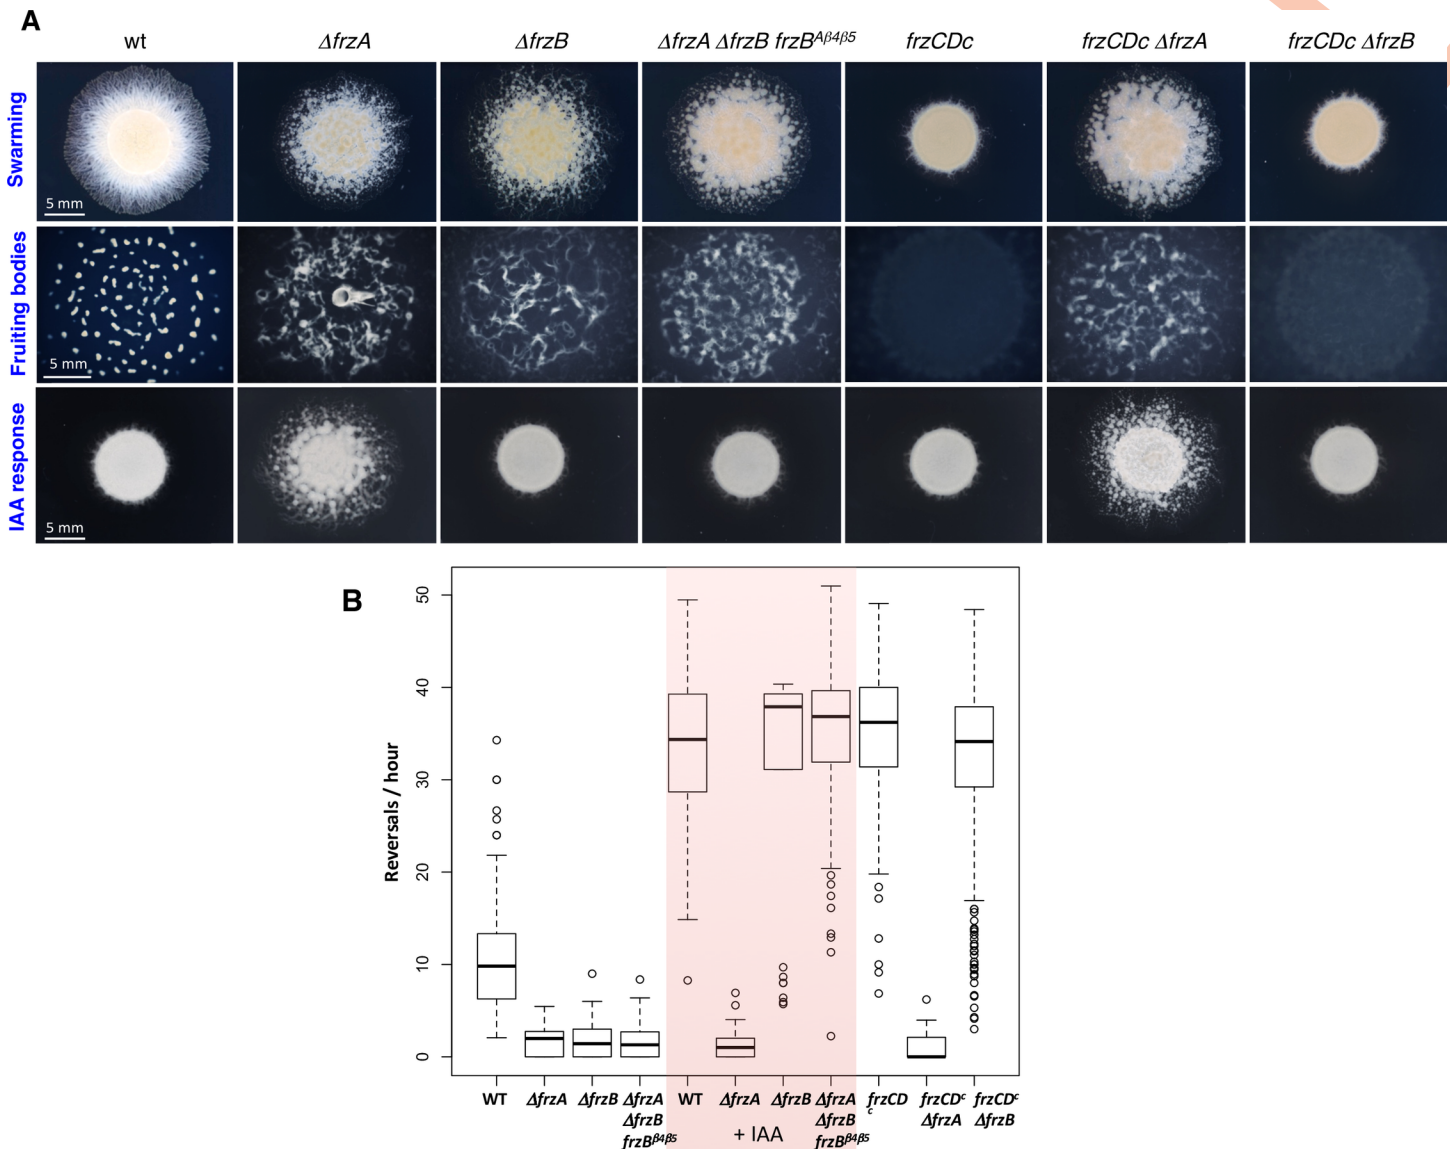 A
wt ΔfrzA ΔfrzB ΔfrzA ΔfrzB frzBAβ4β5 frzCDc frzCDc ΔfrzA frzCDc ΔfrzB
Swarming
5 mm
Fruiting bodies
5 mm
IAA response
5 mm
B
Reversals / hour
50
40
30
20
10
0
WT ΔfrzA ΔfrzB ΔfrzA WT ΔfrzA ΔfrzB ΔfrzA frzCD frzCDc frzCDc
ΔfrzB ΔfrzB c ΔfrzA ΔfrzB
frzBβ4β5 + IAA frzBβ4β5